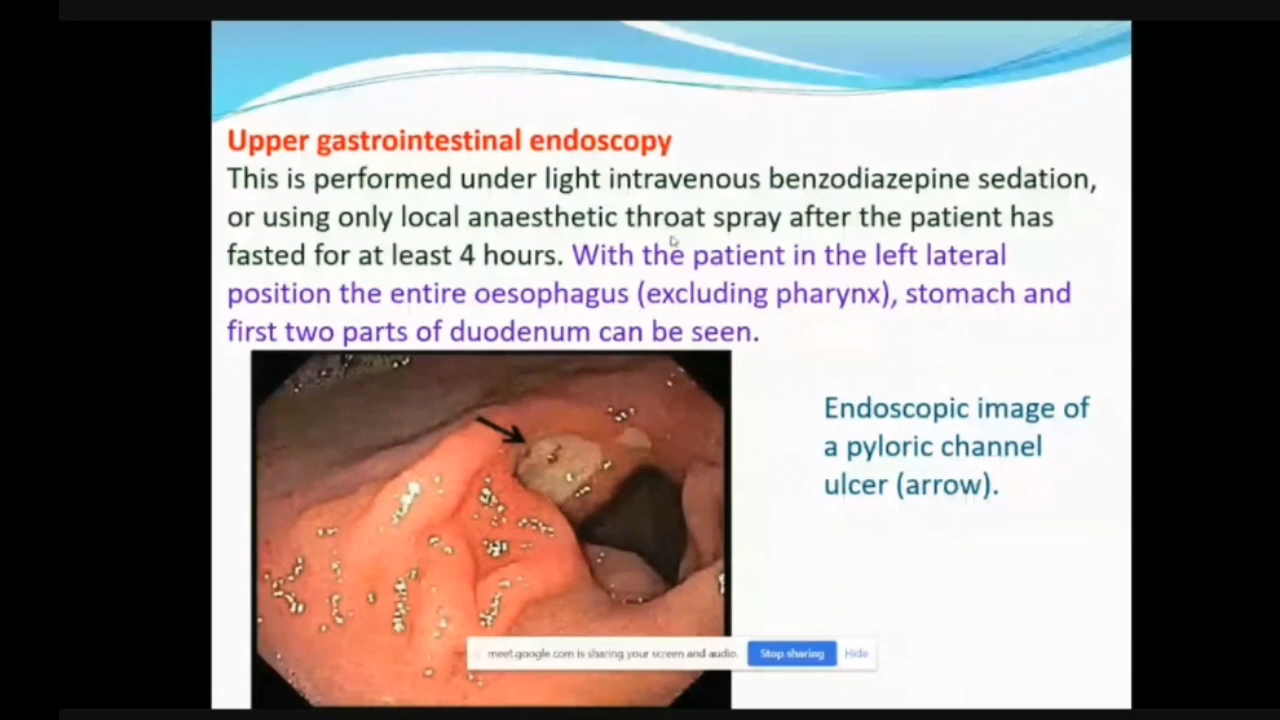 Upper gastrointestinal endoscopy
This is performed under light intravenous benzodiazepine sedation,
or using only local anaesthetic throat spray after the patient has
fasted for at least 4 hours. With the patient in the left lateral
position the entire oesophagus (excluding pharynx), stomach and
first two parts of duodenum can be seen.
Endoscopic image of
a pyloric channel
ulcer (arrow).
meet.google.com is sharing your screen and audio. Stop sharing Hide